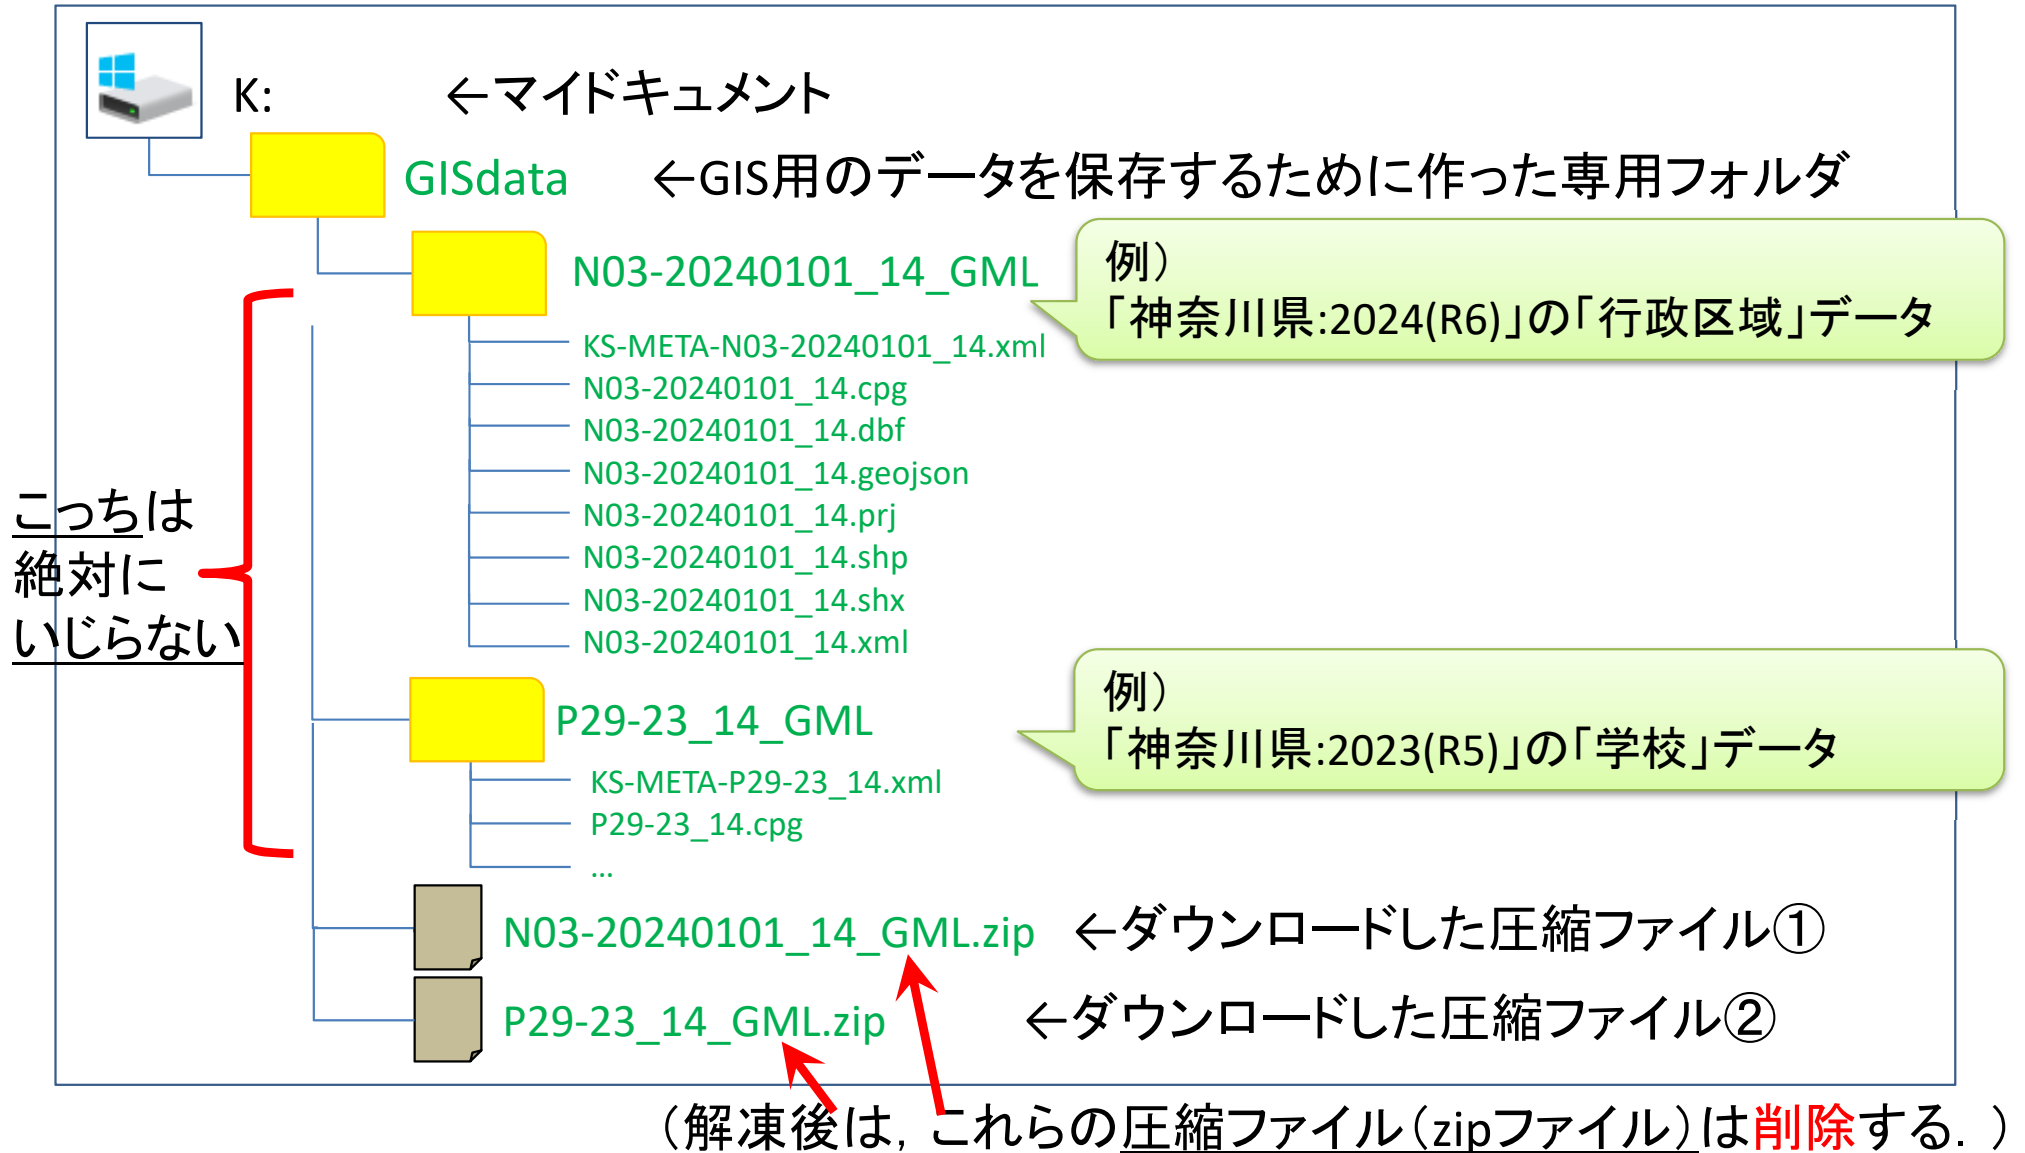 K: ←マイドキュメント
GISdata ←GIS用のデータを保存するために作った専用フォルダ
N03-20240101_14_GML
例）
「神奈川県:2024(R6)」の「行政区域」データ
KS-META-N03-20240101_14.xml
N03-20240101_14.cpg
N03-20240101_14.dbf
N03-20240101_14.geojson
N03-20240101_14.prj
N03-20240101_14.shp
N03-20240101_14.shx
N03-20240101_14.xml
こっちは
絶対に
いじらない
P29-23_14_GML
例）
「神奈川県:2023(R5)」の「学校」データ
KS-META-P29-23_14.xml
P29-23_14.cpg
...
N03-20240101_14_GML.zip ←ダウンロードした圧縮ファイル①
P29-23_14_GML.zip ←ダウンロードした圧縮ファイル②
（解凍後は，これらの圧縮ファイル（zipファイル）は削除する．）